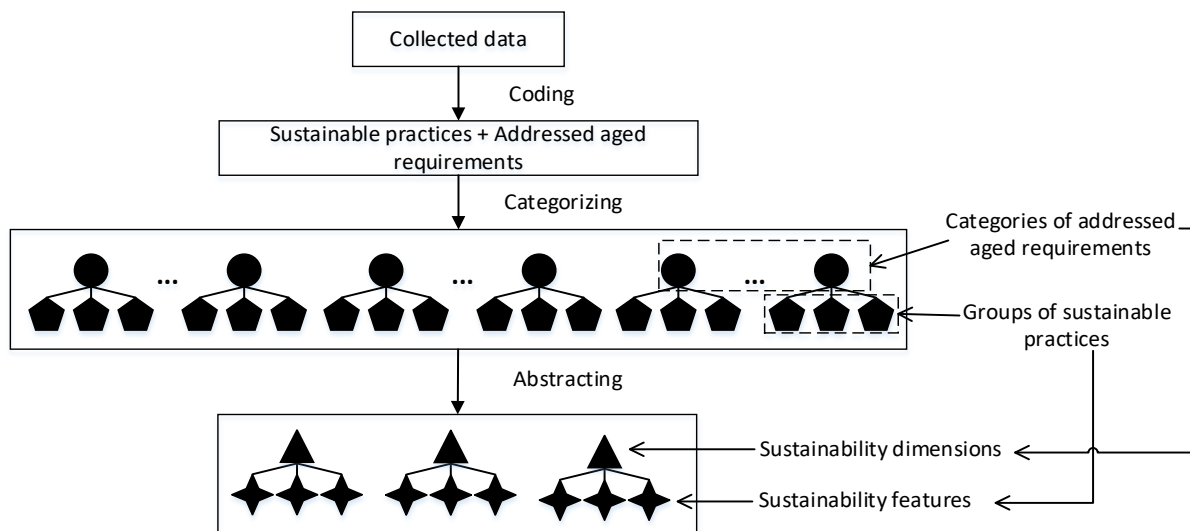 Collected data
Coding
Sustainable practices + Addressed aged
requirements
Categorizing
Categories of addressed
aged requirements
...
...
...
Groups of sustainable
practices
Abstracting
Sustainability dimensions
Sustainability features